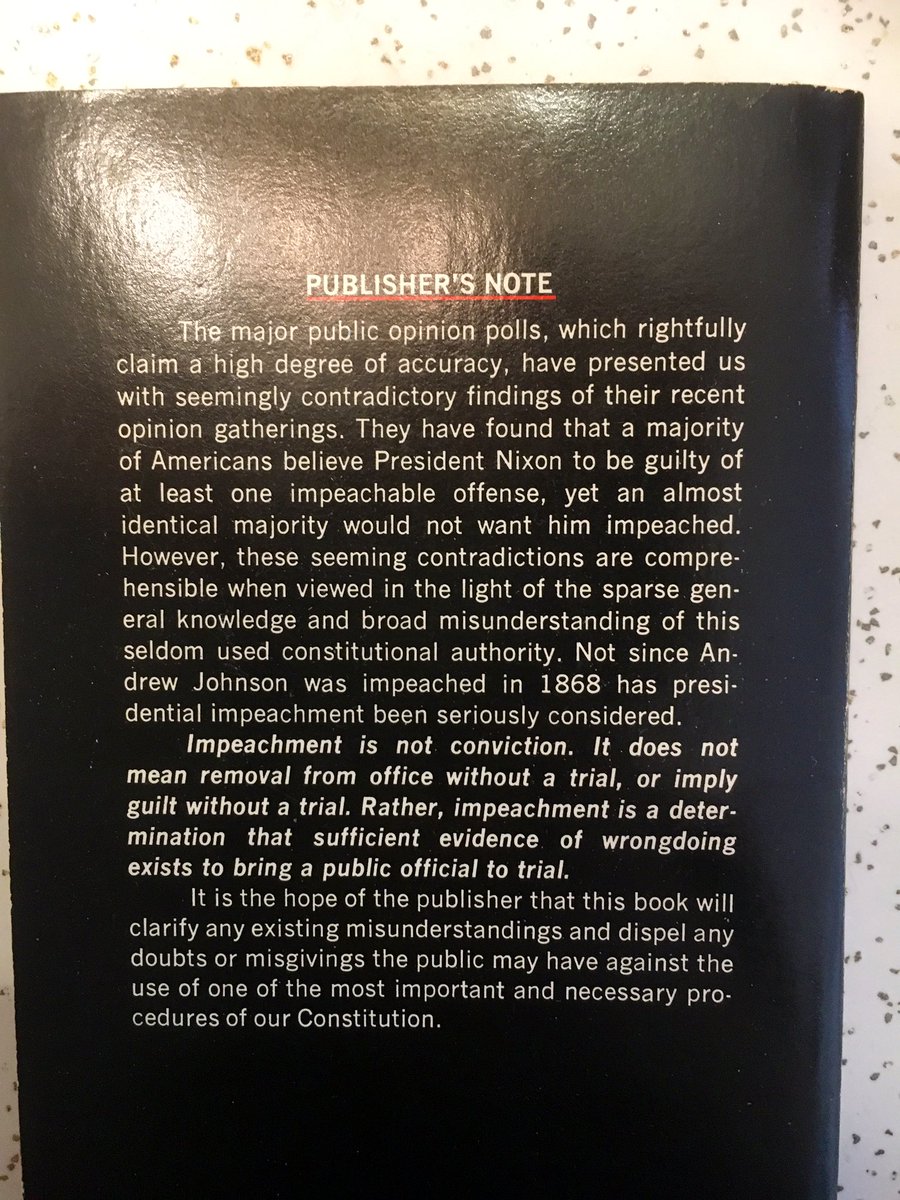 PUBLISHER'S NOTE
The major public opinion polls, which rightfully
claim a high degree of accuracy, have presented us
with seemingly contradictory findings of their recent
opinion gatherings. They have found that a majority
of Americans believe President Nixon to be guilty of
at least one impeachable offense, yet an almost
identical majority would not want him impeached.
However, these seeming contradictions are compre-
hensible when viewed in the light of the sparse gen-
eral knowledge and broad misunderstanding of this
seldom used constitutional authority. Not since An-
drew Johnson was impeached in 1868 has presi-
dential impeachment been seriously considered.
Impeachment is not conviction. It does not
mean removal from office without a trial, or imply
guilt without a trial. Rather, impeachment is a deter-
mination that sufficient evidence of wrongdoing
exists to bring a public official to trial.
It is the hope of the publisher that this book will
clarify any existing misunderstandings and dispel any
doubts or misgivings the public may have against the
use of one of the most important and necessary pro-
cedures of our Constitution.